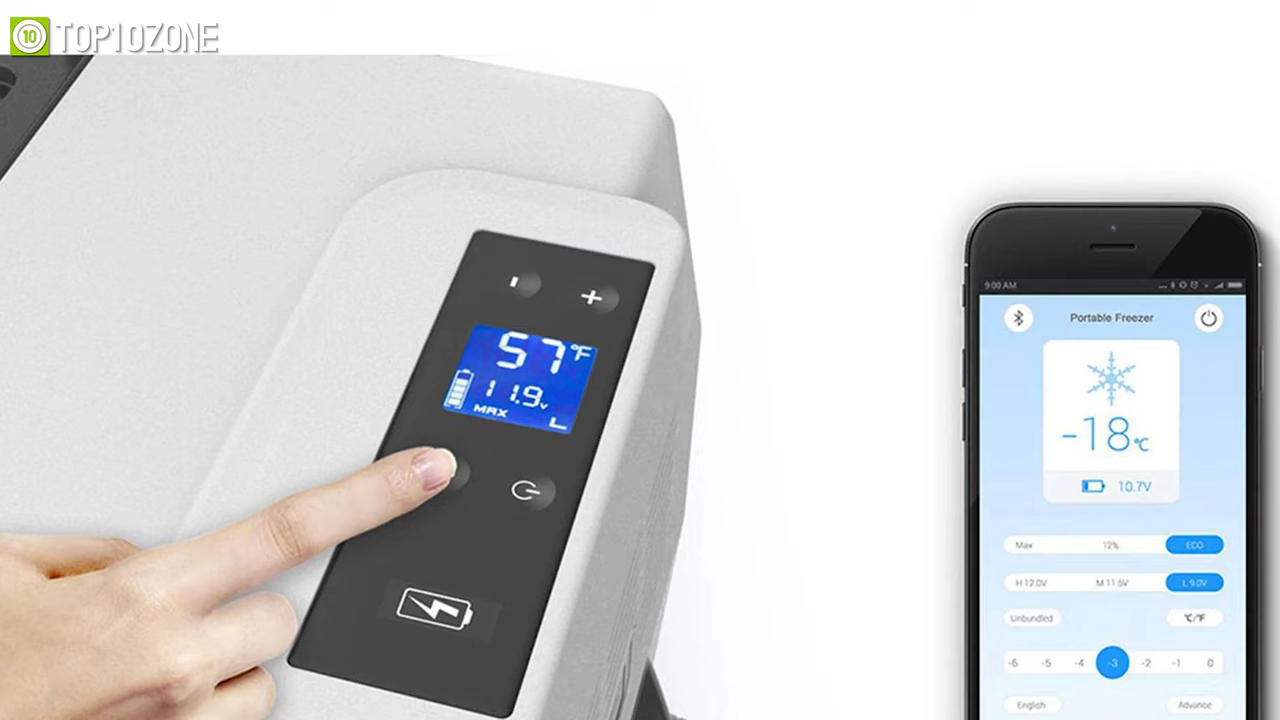 10 TOP10ZONE
57°F
11.9v
MAX
L
9:00 AM
Portable Freezer
-18°C
10.7V
Max 12% ECO
H 12.0V M 11.5V L 9.0V
Unbundled °C/°F
-6 -5 -4 -3 -2 -1 0
English Advance